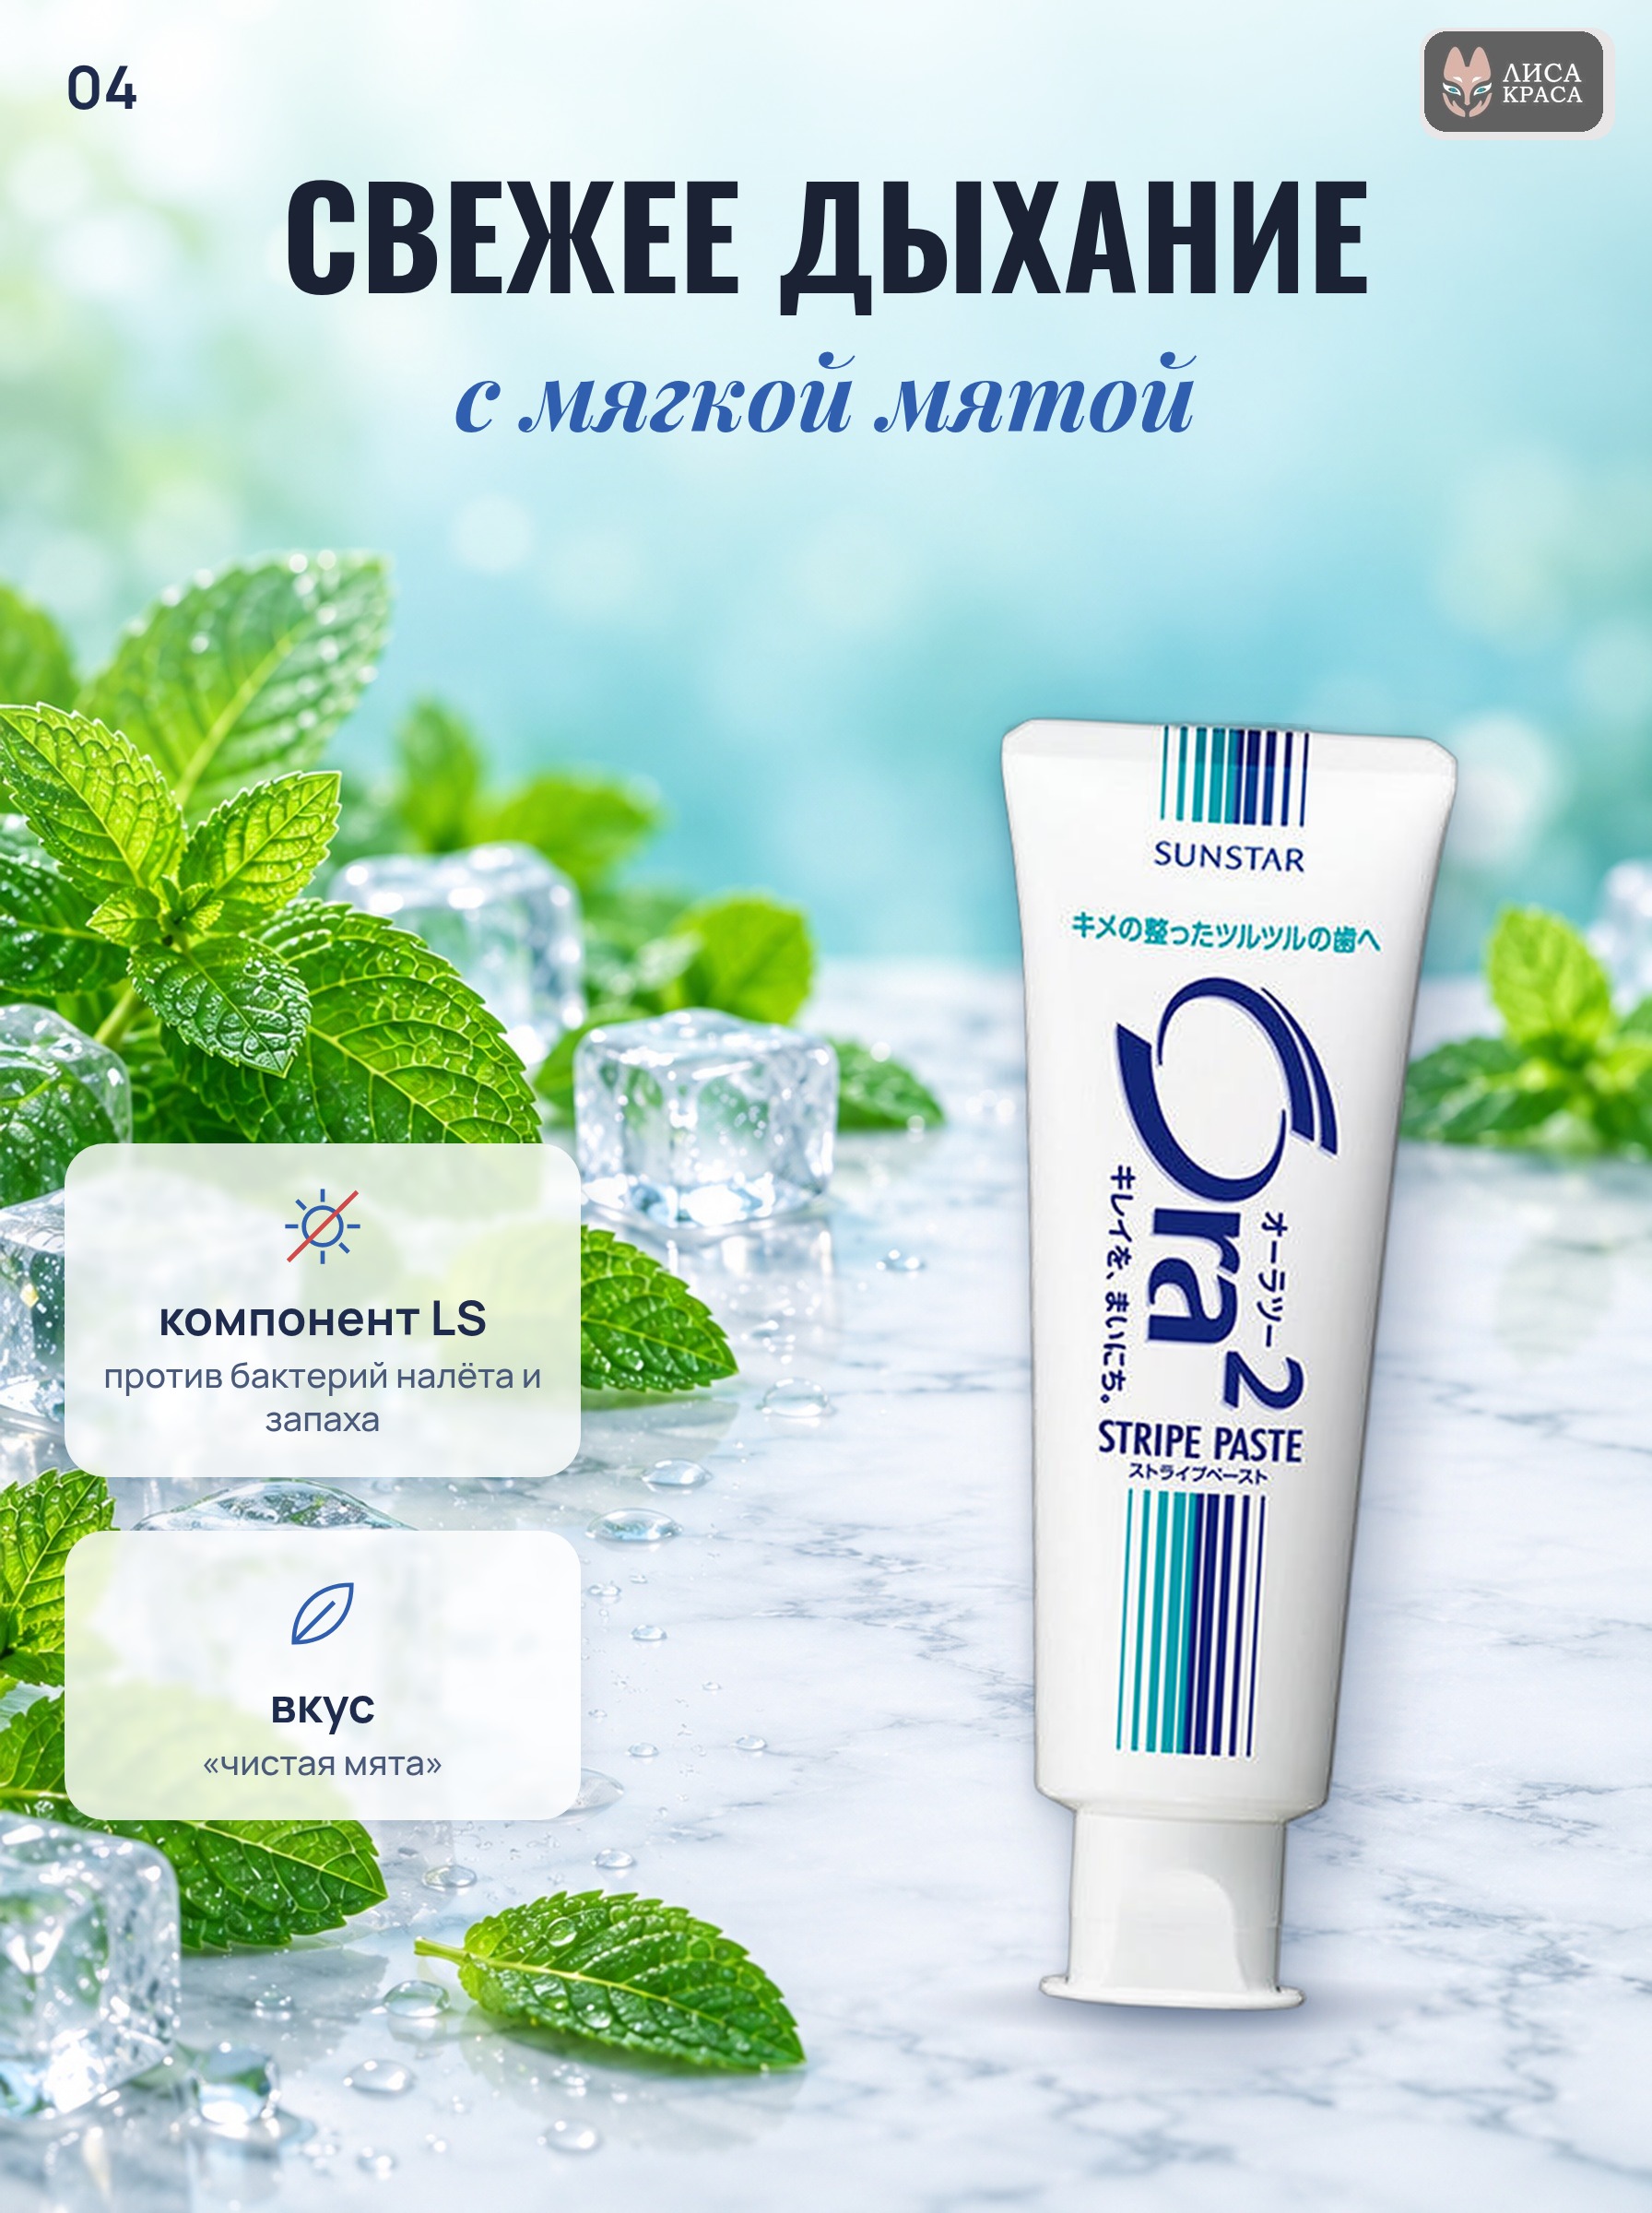 04
ЛИСА
КРАСА
СВЕЖЕЕ ДЫХАНИЕ
с мягкой мятой
SUNSTAR
キメの整ったツルツルの歯へ
Ora2
オーラツー
キレイを、まいにち。
STRIPE PASTE
ストライプペースト
компонент LS
против бактерий налёта и
запаха
вкус
«чистая мята»